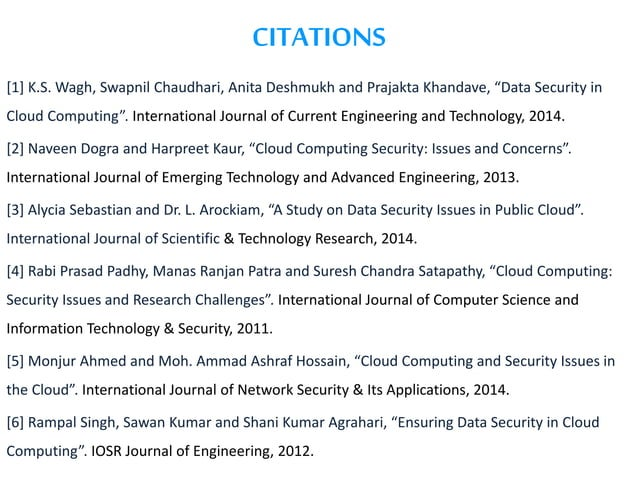 CITATIONS
[1] K.S. Wagh, Swapnil Chaudhari, Anita Deshmukh and Prajakta Khandave, “Data Security in
Cloud Computing”. International Journal of Current Engineering and Technology, 2014.
[2] Naveen Dogra and Harpreet Kaur, “Cloud Computing Security: Issues and Concerns”.
International Journal of Emerging Technology and Advanced Engineering, 2013.
[3] Alycia Sebastian and Dr. L. Arockiam, “A Study on Data Security Issues in Public Cloud”.
International Journal of Scientific & Technology Research, 2014.
[4] Rabi Prasad Padhy, Manas Ranjan Patra and Suresh Chandra Satapathy, “Cloud Computing:
Security Issues and Research Challenges”. International Journal of Computer Science and
Information Technology & Security, 2011.
[5] Monjur Ahmed and Moh. Ammad Ashraf Hossain, “Cloud Computing and Security Issues in
the Cloud”. International Journal of Network Security & Its Applications, 2014.
[6] Rampal Singh, Sawan Kumar and Shani Kumar Agrahari, “Ensuring Data Security in Cloud
Computing”. IOSR Journal of Engineering, 2012.